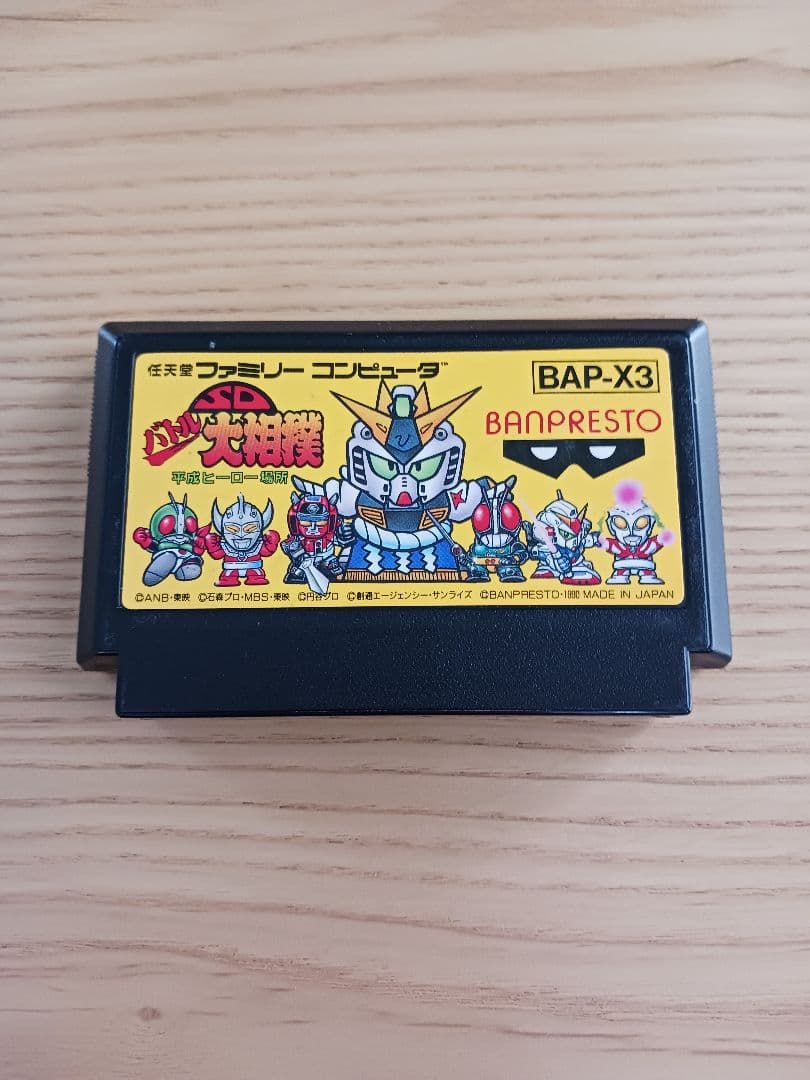 任天堂 ファミリー コンピュータ™
BAP-X3
SD
バトル大相撲
平成ヒーロー場所
BANPRESTO
©ANB・東映 ©石森プロ・MBS・東映 ©円谷プロ ©創通エージェンシー・サンライズ ©BANPRESTO・1990 MADE IN JAPAN